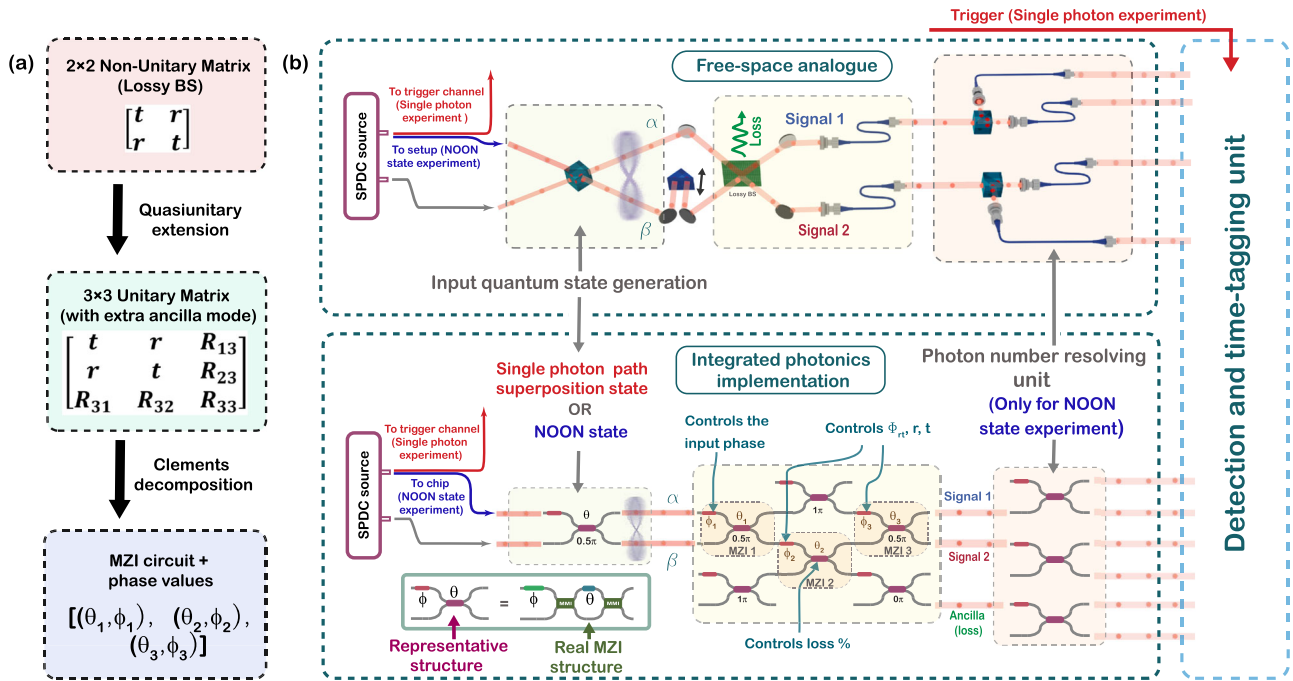 (a)
2×2 Non-Unitary Matrix
(Lossy BS)
t r
r t
Quasiunitary
extension
3×3 Unitary Matrix
(with extra ancilla mode)
t r R13
r t R23
R31 R32 R33
Clements
decomposition
MZI circuit +
phase values
[(θ1,ϕ1), (θ2,ϕ2),
(θ3,ϕ3)]
(b)
Trigger (Single photon experiment)
Free-space analogue
SPDC source
To trigger channel
(Single photon
experiment )
To setup (NOON
state experiment)
α
β
LOSS
Lossy BS
Signal 1
Signal 2
Input quantum state generation
Single photon path
superposition state
OR
NOON state
Integrated photonics
implementation
Photon number resolving
unit
(Only for NOON
state experiment)
SPDC source
To trigger channel
(Single photon
experiment)
To chip
(NOON state
experiment)
θ
0.5π
α
β
Controls the
input phase
Controls Φrt, r, t
ϕ1
θ1
0.5π
MZI 1
1π
ϕ2
θ2
MZI 2
ϕ3
θ3
0.5π
MZI 3
1π
0π
Controls loss %
Signal 1
Signal 2
Ancilla
(loss)
ϕ θ = ϕ MMI θ MMI
Representative
structure
Real MZI
structure
Detection and time-tagging unit